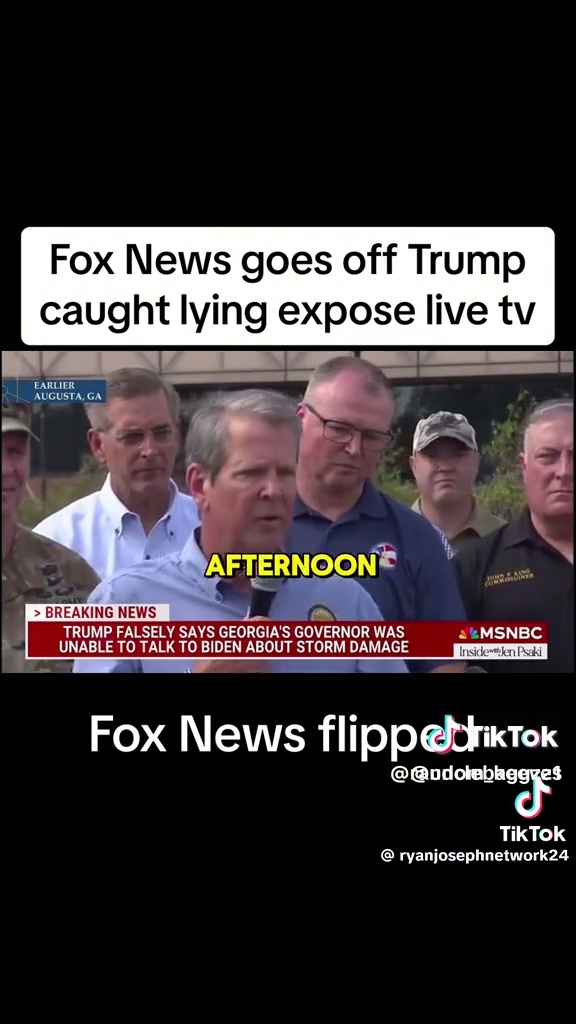 Fox News goes off Trump
caught lying expose live tv
EARLIER
AUGUSTA, GA
AFTERNOON
JOHN F KING
COMMISSIONER
> BREAKING NEWS
TRUMP FALSELY SAYS GEORGIA'S GOVERNOR WAS
UNABLE TO TALK TO BIDEN ABOUT STORM DAMAGE
MSNBC
Inside with Jen Psaki
Fox News flipped
TikTok
TikTok
@ ryanjosephnetwork24